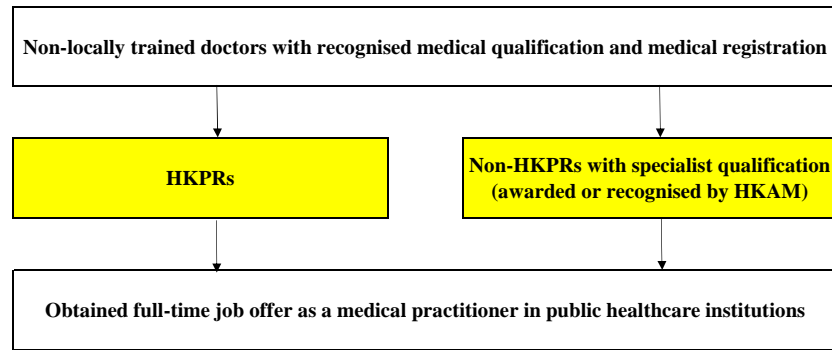 Non-locally trained doctors with recognised medical qualification and medical registration
HKPRs
Non-HKPRs with specialist qualification
(awarded or recognised by HKAM)
Obtained full-time job offer as a medical practitioner in public healthcare institutions